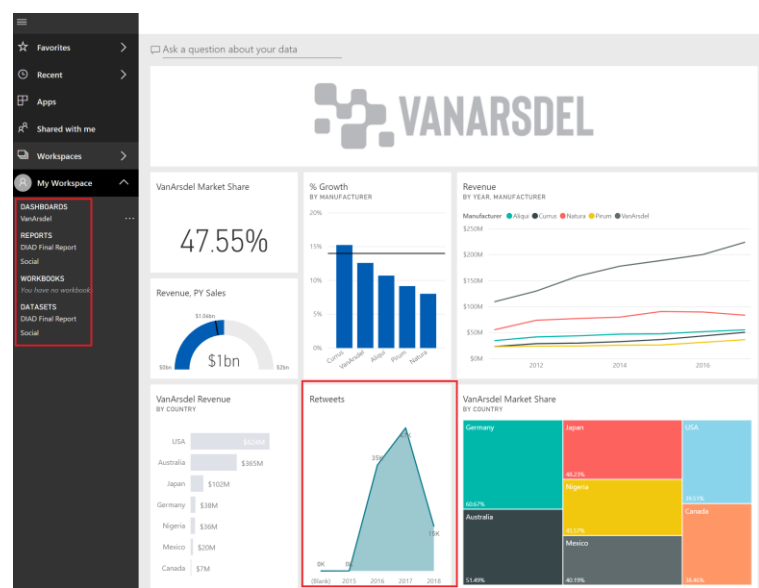 Favorites
Recent
Apps
Shared with me
Workspaces
My Workspace
DASHBOARDS
VanArsdel
REPORTS
DIAD Final Report
Social
WORKBOOKS
You have no workbook
DATASETS
DIAD Final Report
Social
Ask a question about your data
VANARSDEL
VanArsdel Market Share
47.55%
% Growth
BY MANUFACTURER
20%
15%
10%
5%
0%
Currus
VanArsdel
Aliqui
Pirum
Natura
Revenue
BY YEAR, MANUFACTURER
Manufacturer Aliqui Currus Natura Pirum VanArsdel
$250M
$200M
$150M
$100M
$50M
$0M
2012 2014 2016
Revenue, PY Sales
$1.04bn
$0bn $1bn $2bn
VanArsdel Revenue
BY COUNTRY
USA
Australia $365M
Japan $102M
Germany $38M
Nigeria $36M
Mexico $20M
Canada $7M
Retweets
35K
15K
0K 0K
(Blank) 2015 2016 2017 2018
VanArsdel Market Share
BY COUNTRY
Germany
60.67%
Australia
51.49%
Japan
46.23%
Nigeria
Mexico
40.19%
USA
39.51%
Canada